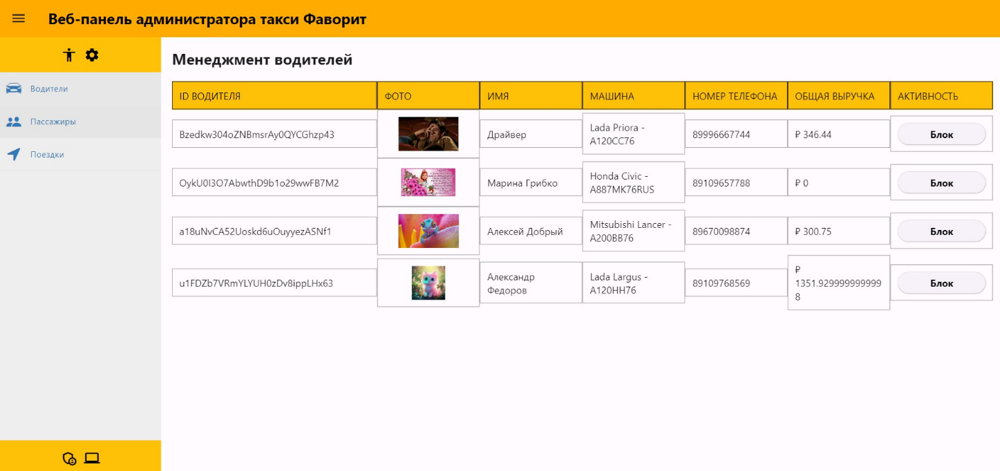 Веб-панель администратора такси Фаворит
Менеджмент водителей
Водители
Пассажиры
Поездки
ID ВОДИТЕЛЯ ФОТО ИМЯ МАШИНА НОМЕР ТЕЛЕФОНА ОБЩАЯ ВЫРУЧКА АКТИВНОСТЬ
Bzedkw304oZNBmsrAy0QYCGhzp43 Драйвер Lada Priora - 89996667744 ₽ 346.44 Блок
A120CC76
OykU0I3O7AbwthD9b1o29wwFB7M2 Марина Грибко Honda Civic - 89109657788 ₽ 0 Блок
A887MK76RUS
a18uNvCA52Uoskd6uOuyyezASNf1 Алексей Добрый Mitsubishi Lancer - 89670098874 ₽ 300.75 Блок
A200BB76
u1FDZb7VRmYLYUH0zDv8ippLHx63 Александр Lada Largus - 89109768569 ₽ Блок
Федоров A120HH76 1351.929999999999
8